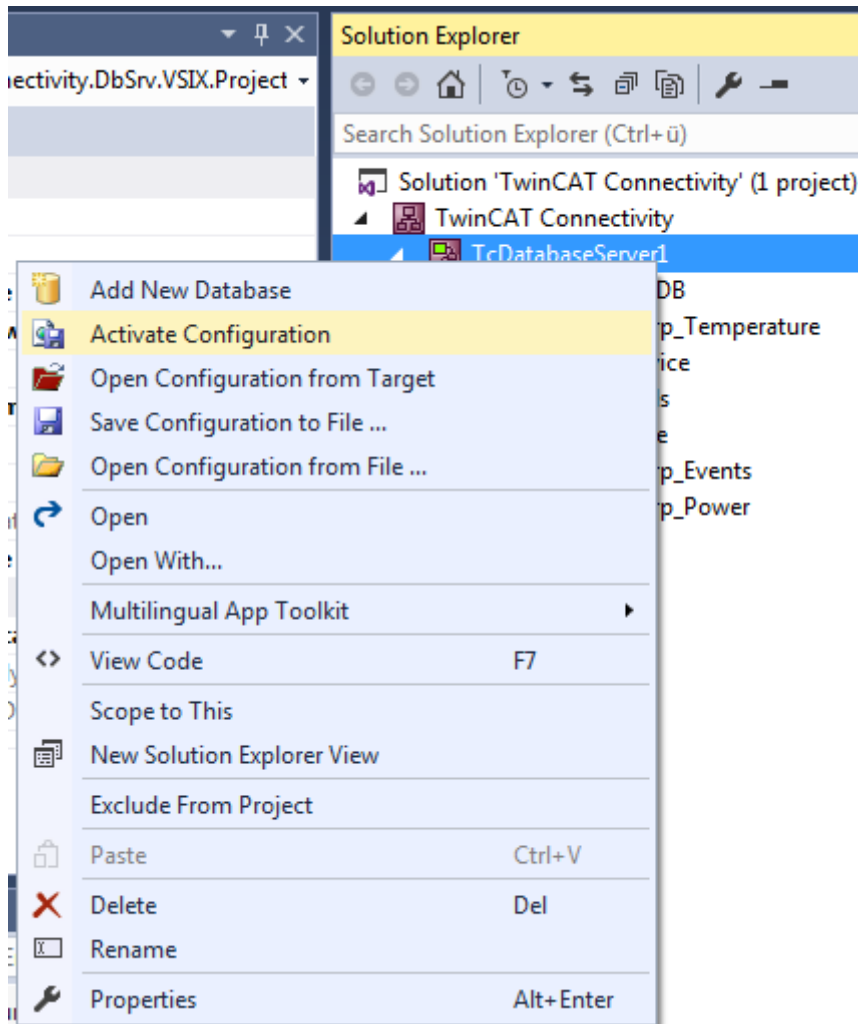 Solution Explorer
ectivity.DbSrv.VSIX.Project
Search Solution Explorer (Ctrl+ü)
Solution 'TwinCAT Connectivity' (1 project)
TwinCAT Connectivity
TcDatabaseServer1
Add New Database
DB
Activate Configuration
rp_Temperature
Open Configuration from Target
ice
Save Configuration to File ...
s
Open Configuration from File ...
e
rp_Events
Open
rp_Power
Open With...
Multilingual App Toolkit
View Code F7
Scope to This
New Solution Explorer View
Exclude From Project
Paste Ctrl+V
Delete Del
Rename
Properties Alt+Enter